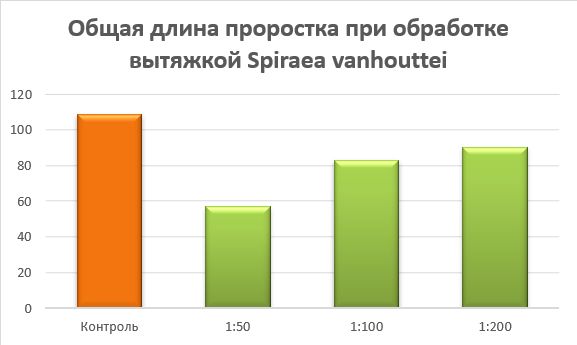 Общая длина проростка при обработке
вытяжкой Spiraea vanhouttei
120
100
80
60
40
20
0
Контроль 1:50 1:100 1:200